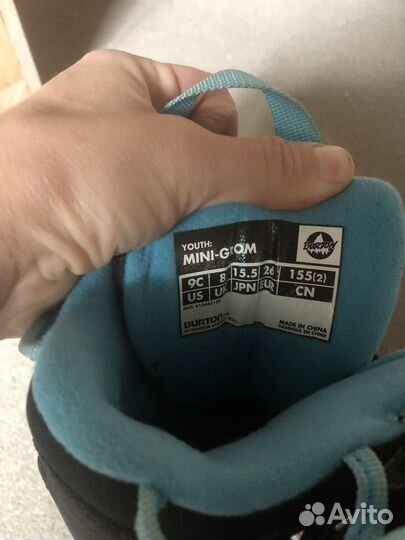 YOUTH:
MINI-GROM
BURTON
9C 8 15.5 26 155(2)
US UK JPN EUR CN
BURTON
MADE IN CHINA
FABRIQUÉ EN CHINE
Avito